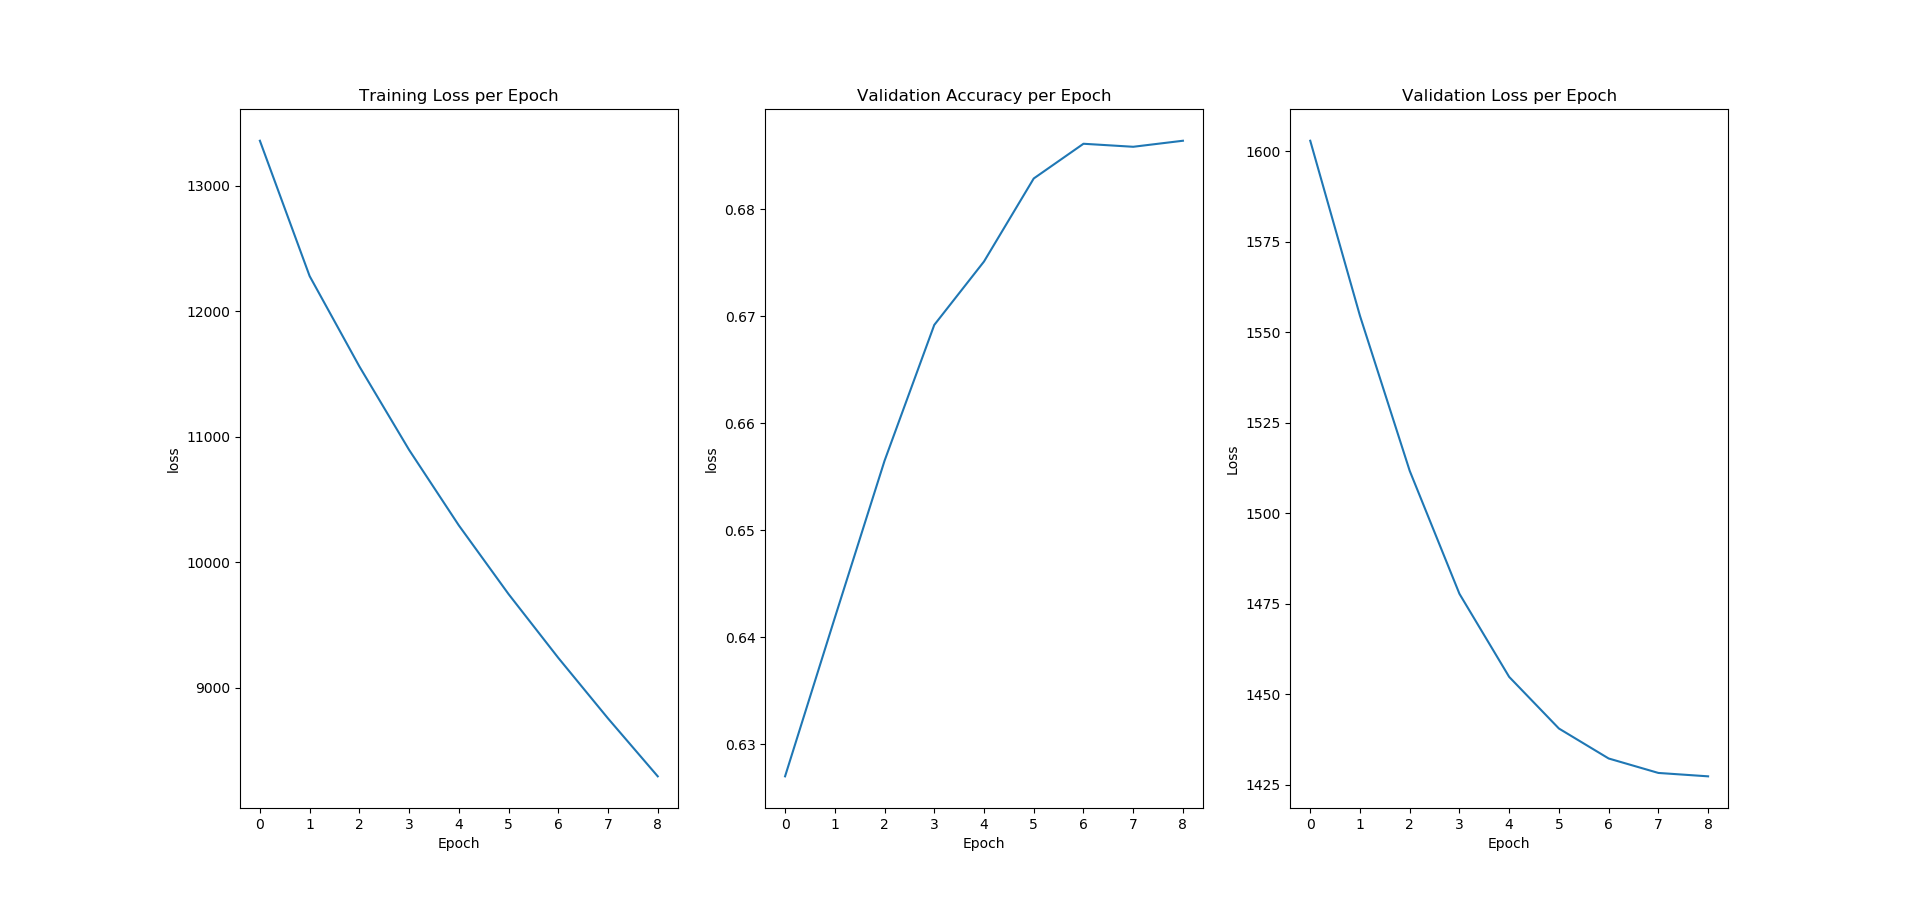 Training Loss per Epoch
13000
12000
11000
10000
9000
loss
0 1 2 3 4 5 6 7 8
Epoch
Validation Accuracy per Epoch
0.68
0.67
0.66
0.65
0.64
0.63
loss
0 1 2 3 4 5 6 7 8
Epoch
Validation Loss per Epoch
1600
1575
1550
1525
1500
1475
1450
1425
Loss
0 1 2 3 4 5 6 7 8
Epoch